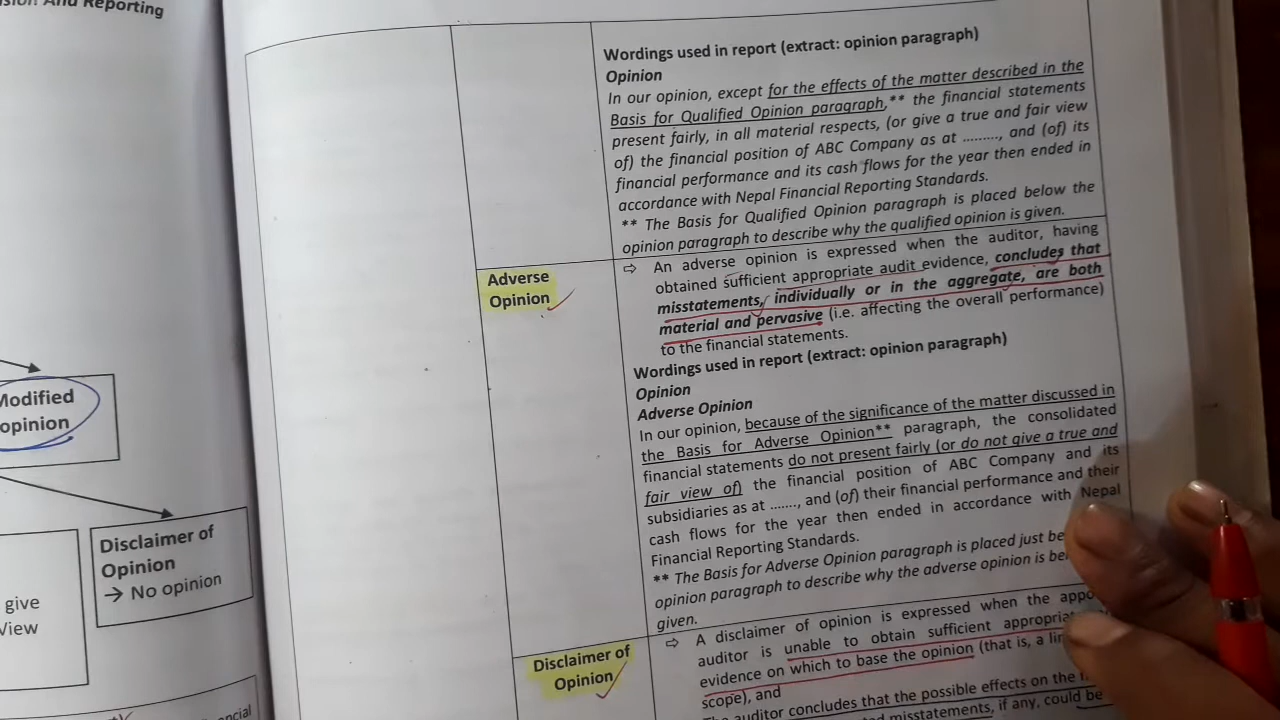 And Reporting
Modified
opinion
Disclaimer of
Opinion
→ No opinion
give
View
Wordings used in report (extract: opinion paragraph)
Opinion
In our opinion, except for the effects of the matter described in the
Basis for Qualified Opinion paragraph,** the financial statements
present fairly, in all material respects, (or give a true and fair view
of) the financial position of ABC Company as at ........., and (of) its
financial performance and its cash flows for the year then ended in
accordance with Nepal Financial Reporting Standards.
** The Basis for Qualified Opinion paragraph is placed below the
opinion paragraph to describe why the qualified opinion is given.
Adverse
Opinion
⇨ An adverse opinion is expressed when the auditor, having
obtained sufficient appropriate audit evidence, concludes that
misstatements, individually or in the aggregate, are both
material and pervasive (i.e. affecting the overall performance)
to the financial statements.
Wordings used in report (extract: opinion paragraph)
Opinion
Adverse Opinion
In our opinion, because of the significance of the matter discussed in
the Basis for Adverse Opinion** paragraph, the consolidated
financial statements do not present fairly (or do not give a true and
fair view of) the financial position of ABC Company and its
subsidiaries as at ......., and (of) their financial performance and their
cash flows for the year then ended in accordance with Nepal
Financial Reporting Standards.
** The Basis for Adverse Opinion paragraph is placed just
opinion paragraph to describe why the adverse opinion is
given.
Disclaimer of
Opinion
⇨ A disclaimer of opinion is expressed when the
auditor is unable to obtain sufficient
evidence on which to base the opinion (that is, a
scope), and
auditor concludes that the possible effects on the
misstatements, if any, could be